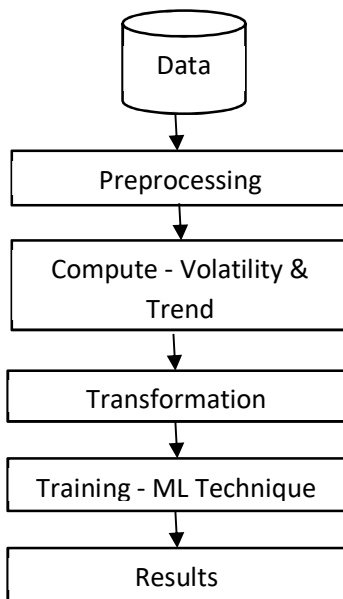 Data
Preprocessing
Compute - Volatility &
Trend
Transformation
Training - ML Technique
Results